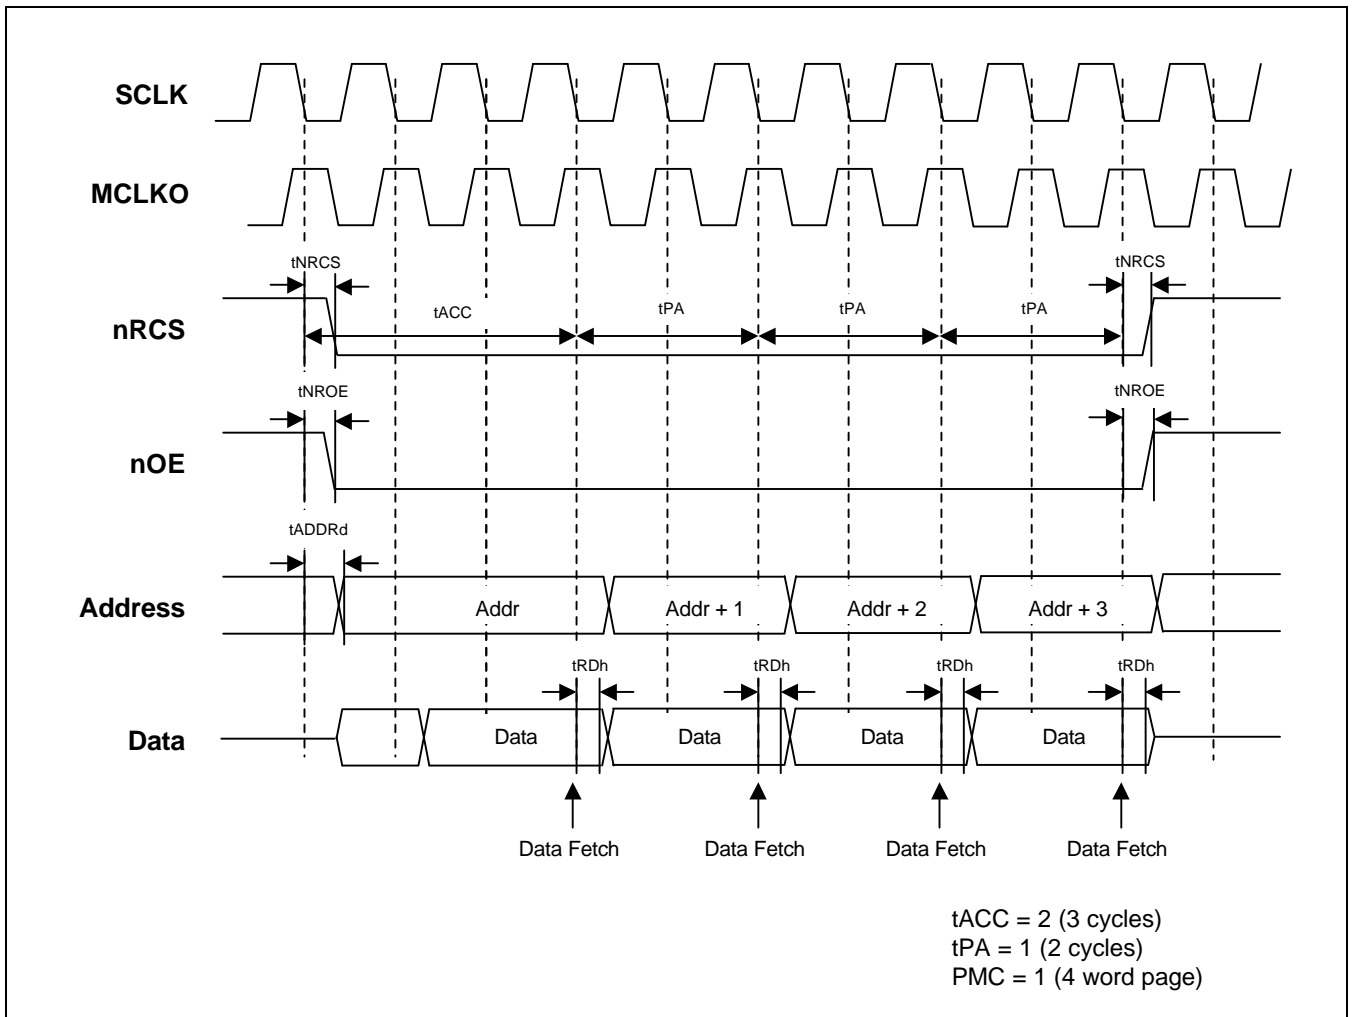 SCLK
MCLKO
tNRCS
tNRCS
nRCS
tACC
tPA
tPA
tPA
tNROE
tNROE
nOE
tADDRd
Address
Addr
Addr + 1
Addr + 2
Addr + 3
tRDh
tRDh
tRDh
tRDh
Data
Data
Data
Data
Data
Data Fetch
Data Fetch
Data Fetch
Data Fetch
tACC = 2 (3 cycles)
tPA = 1 (2 cycles)
PMC = 1 (4 word page)